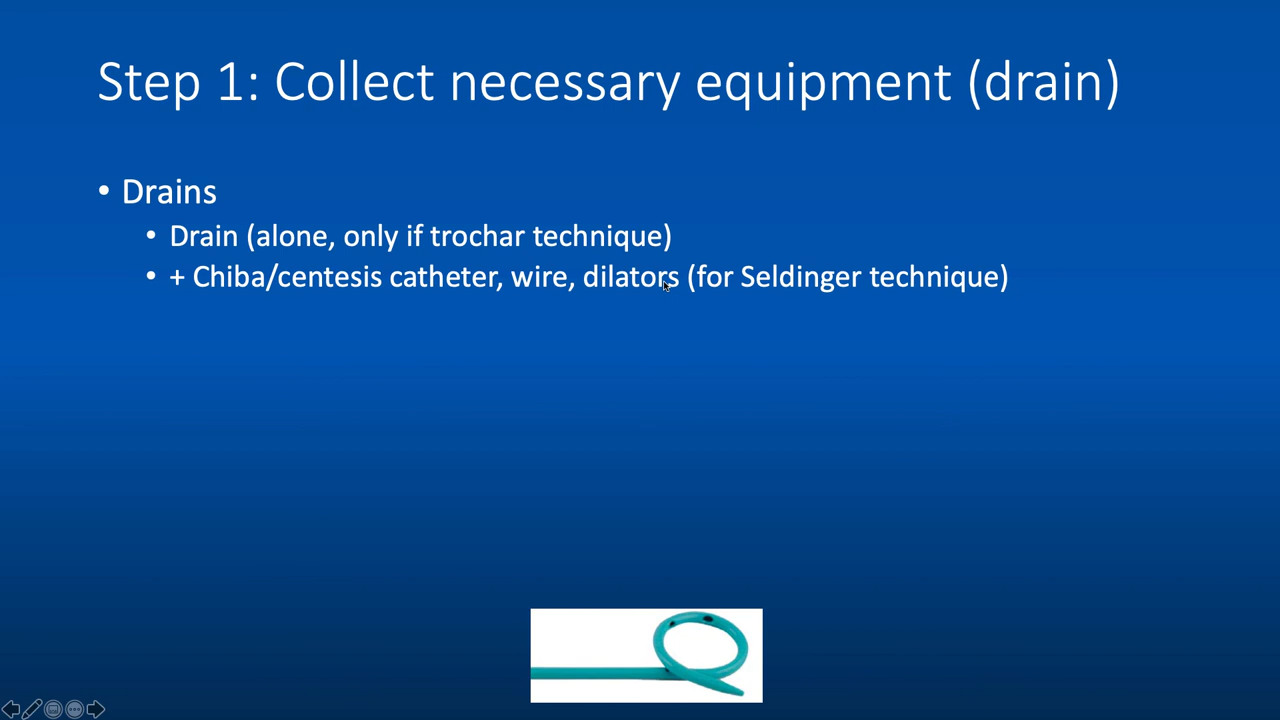 Step 1: Collect necessary equipment (drain)
• Drains
• Drain (alone, only if trochar technique)
• + Chiba/centesis catheter, wire, dilators (for Seldinger technique)